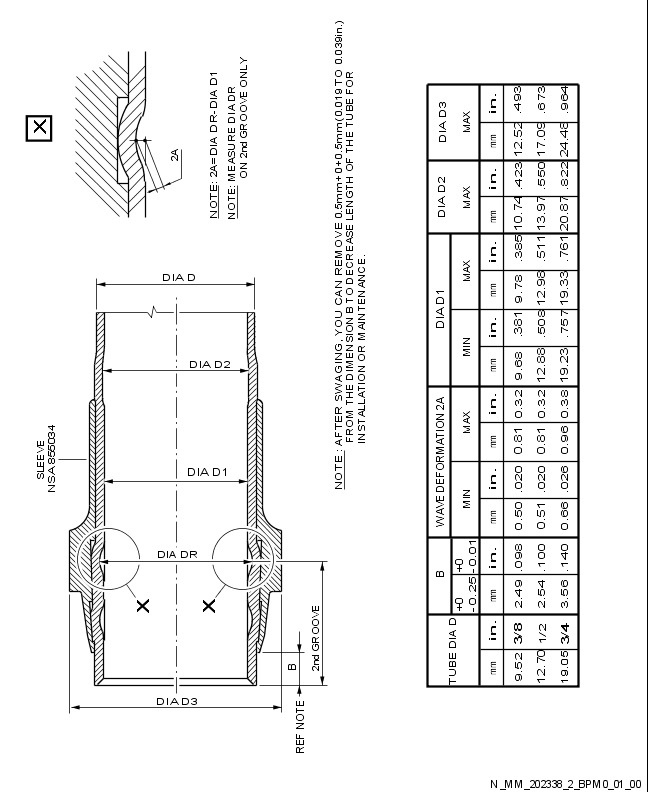 X
2A
NOTE: 2A=DIA DR-DIA D1
NOTE: MEASURE DIA DR
ON 2nd GROOVE ONLY
DIA D
DIA D2
SLEEVE
NSA 855034
DIA D1
DIA DR
X
X
2nd GROOVE
B
DIA D3
REF NOTE
NOTE : AFTER SWAGING, YOU CAN REMOVE 0.5mm+0+0.5mm(0.019 TO 0.039in.)
FROM THE DIMENSION B TO DECREASE LENGTH OF THE TUBE FOR
INSTALLATION OR MAINTENANCE.
TUBE DIA D B WAVE DEFORMATION 2A DIA D1 DIA D2 DIA D3
+0 +0 MIN MAX MIN MAX MAX MAX
-0.25 -0.01
mm in. mm in. mm in. mm in. mm in. mm in. mm in. mm in.
9.52 3/8 2.49 .098 0.50 .020 0.81 0.32 9.68 .381 9.78 .385 10.74 .423 12.52 .493
12.70 1/2 2.54 .100 0.51 .020 0.81 0.32 12.88 .508 12.98 .511 13.97 .550 17.09 .673
19.05 3/4 3.56 .140 0.66 .026 0.96 0.38 19.23 .757 19.33 .761 20.87 .822 24.48 .964
N_MM_202338_2_BPM0_01_00